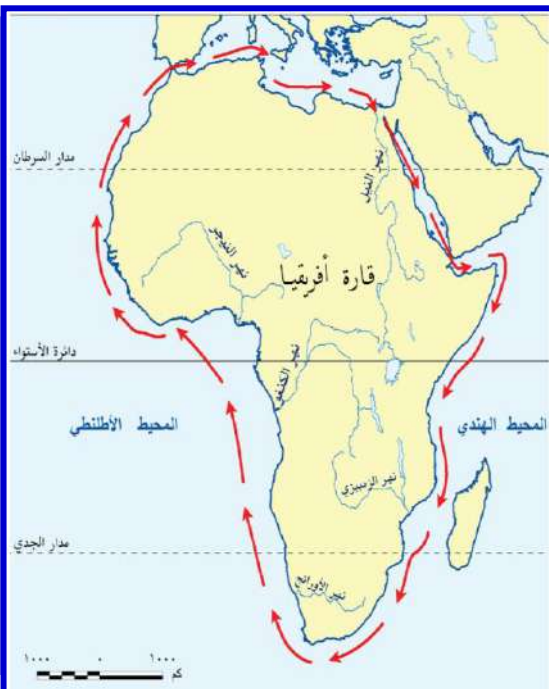 مدار السرطان
نهر النيل
نهر النيجر
قارة أفريقيا
دائرة الأستواء
نهر الكنغو
المحيط الأطلنطي
المحيط الهندي
نهر الزمبيزي
مدار الجدي
نهر الأورانج
١٠٠٠ ٠ ١٠٠٠
كم